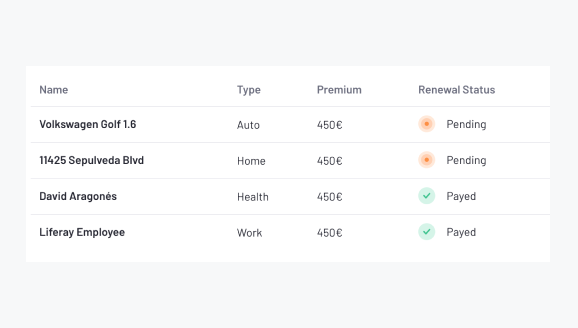 Name Type Premium Renewal Status
Volkswagen Golf 1.6 Auto 450€ Pending
11425 Sepulveda Blvd Home 450€ Pending
David Aragonés Health 450€ Payed
Liferay Employee Work 450€ Payed